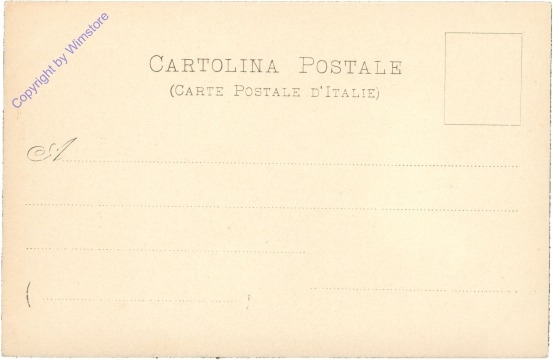 Copyright by Wimstore
CARTOLINA POSTALE
(CARTE POSTALE D'ITALIE)
A
( )